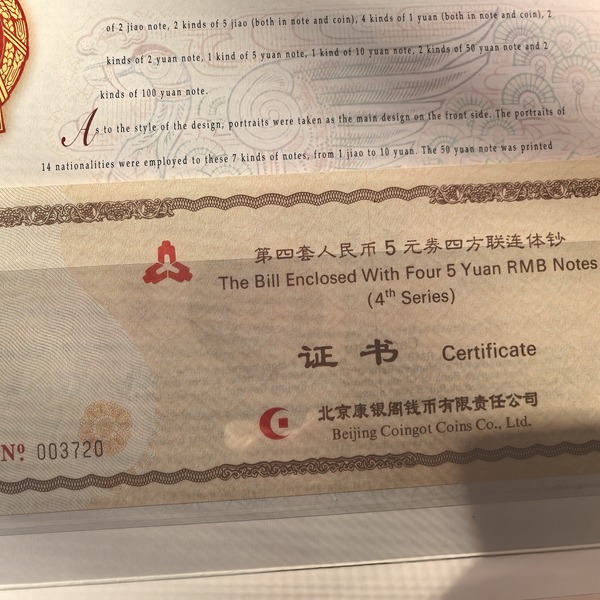 of 2 jiao note, 2 kinds of 5 jiao (both in note and coin), 4 kinds of 1 yuan (both in note and coin), 2
kinds of 2 yuan note, 1 kind of 5 yuan note, 1 kind of 10 yuan note, 2 kinds of 50 yuan note and 2
kinds of 100 yuan note.
As to the style of the design, portraits were taken as the main design on the front side. The portraits of
14 nationalities were employed to these 7 kinds of notes, from 1 jiao to 10 yuan. The 50 yuan note was printed
第四套人民币 5 元券四方联连体钞
The Bill Enclosed With Four 5 Yuan RMB Notes
(4th Series)
证书 Certificate
北京康银阁钱币有限责任公司
Beijing Coingot Coins Co., Ltd.
Nº 003720